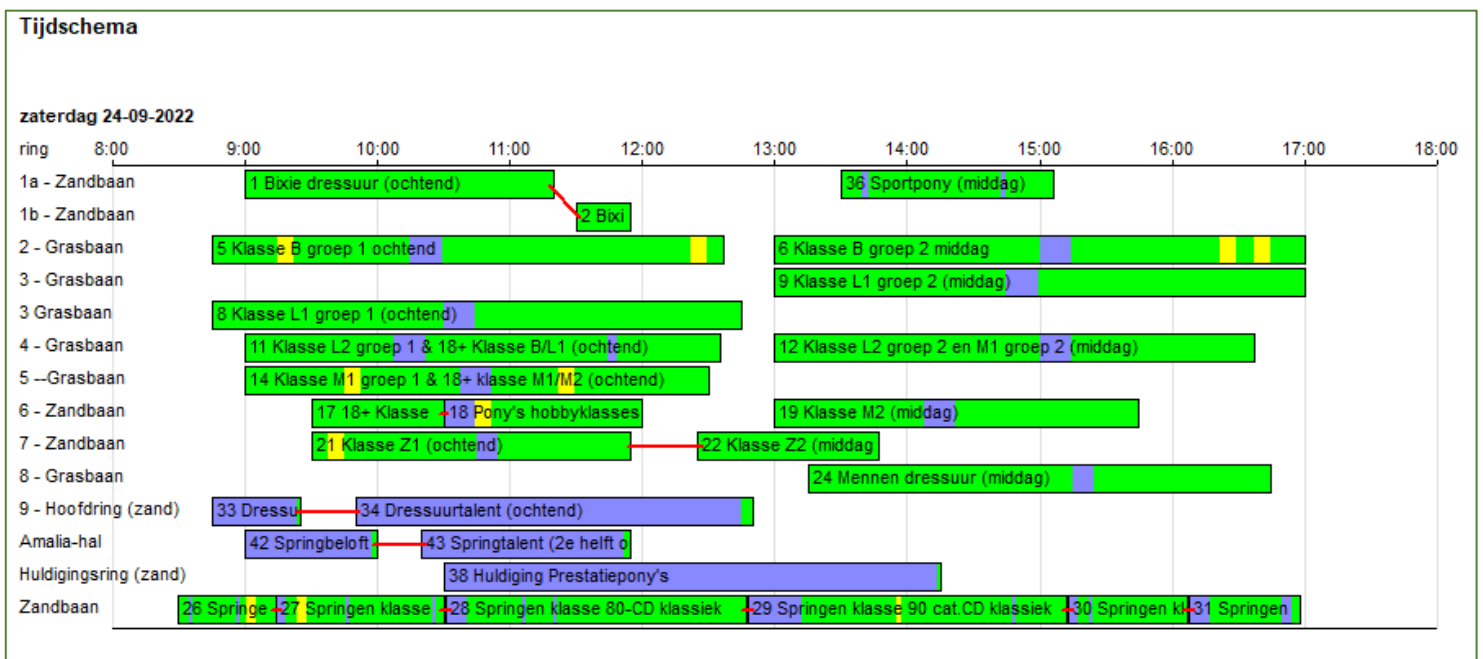 Tijdschema
zaterdag 24-09-2022
ring 8:00 9:00 10:00 11:00 12:00 13:00 14:00 15:00 16:00 17:00 18:00
1a - Zandbaan 1 Bixie dressuur (ochtend) 36 Sportpony (middag)
1b - Zandbaan 2 Bixi
2 - Grasbaan 5 Klasse B groep 1 ochtend 6 Klasse B groep 2 middag
3 - Grasbaan 9 Klasse L1 groep 2 (middag)
3 Grasbaan 8 Klasse L1 groep 1 (ochtend)
4 - Grasbaan 11 Klasse L2 groep 1 & 18+ Klasse B/L1 (ochtend) 12 Klasse L2 groep 2 en M1 groep 2 (middag)
5 --Grasbaan 14 Klasse M1 groep 1 & 18+ klasse M1/M2 (ochtend)
6 - Zandbaan 17 18+ Klasse 18 Pony's hobbyklasses 19 Klasse M2 (middag)
7 - Zandbaan 21 Klasse Z1 (ochtend) 22 Klasse Z2 (middag
8 - Grasbaan 24 Mennen dressuur (middag)
9 - Hoofdring (zand) 33 Dressu 34 Dressuurtalent (ochtend)
Amalia-hal 42 Springbeloft 43 Springtalent (2e helft o
Huldigingsring (zand) 38 Huldiging Prestatiepony's
Zandbaan 26 Springe 27 Springen klasse 28 Springen klasse 80-CD klassiek 29 Springen klasse 90 cat.CD klassiek 30 Springen kl 31 Springen